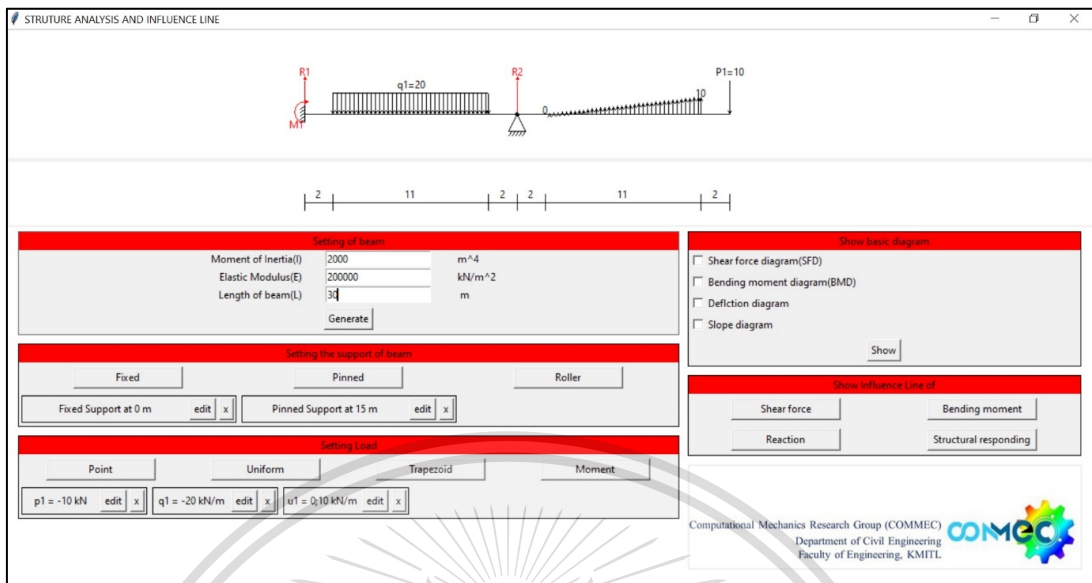 STRUTURE ANALYSIS AND INFLUENCE LINE
R1
q1=20
R2
P1=10
M1
0
10
2 11 2 2 11 2
Setting of beam
Moment of Inertia(I) 2000 m^4
Elastic Modulus(E) 200000 kN/m^2
Length of beam(L) 30 m
Generate
Setting the support of beam
Fixed Pinned Roller
Fixed Support at 0 m edit x Pinned Support at 15 m edit x
Setting Load
Point Uniform Trapezoid Moment
p1 = -10 kN edit x q1 = -20 kN/m edit x u1 = 0;10 kN/m edit x
Show basic diagram
Shear force diagram(SFD)
Bending moment diagram(BMD)
Deflction diagram
Slope diagram
Show
Show Influence Line of
Shear force Bending moment
Reaction Structural responding
Computational Mechanics Research Group (COMMEC)
Department of Civil Engineering
Faculty of Engineering, KMITL
COMMEC